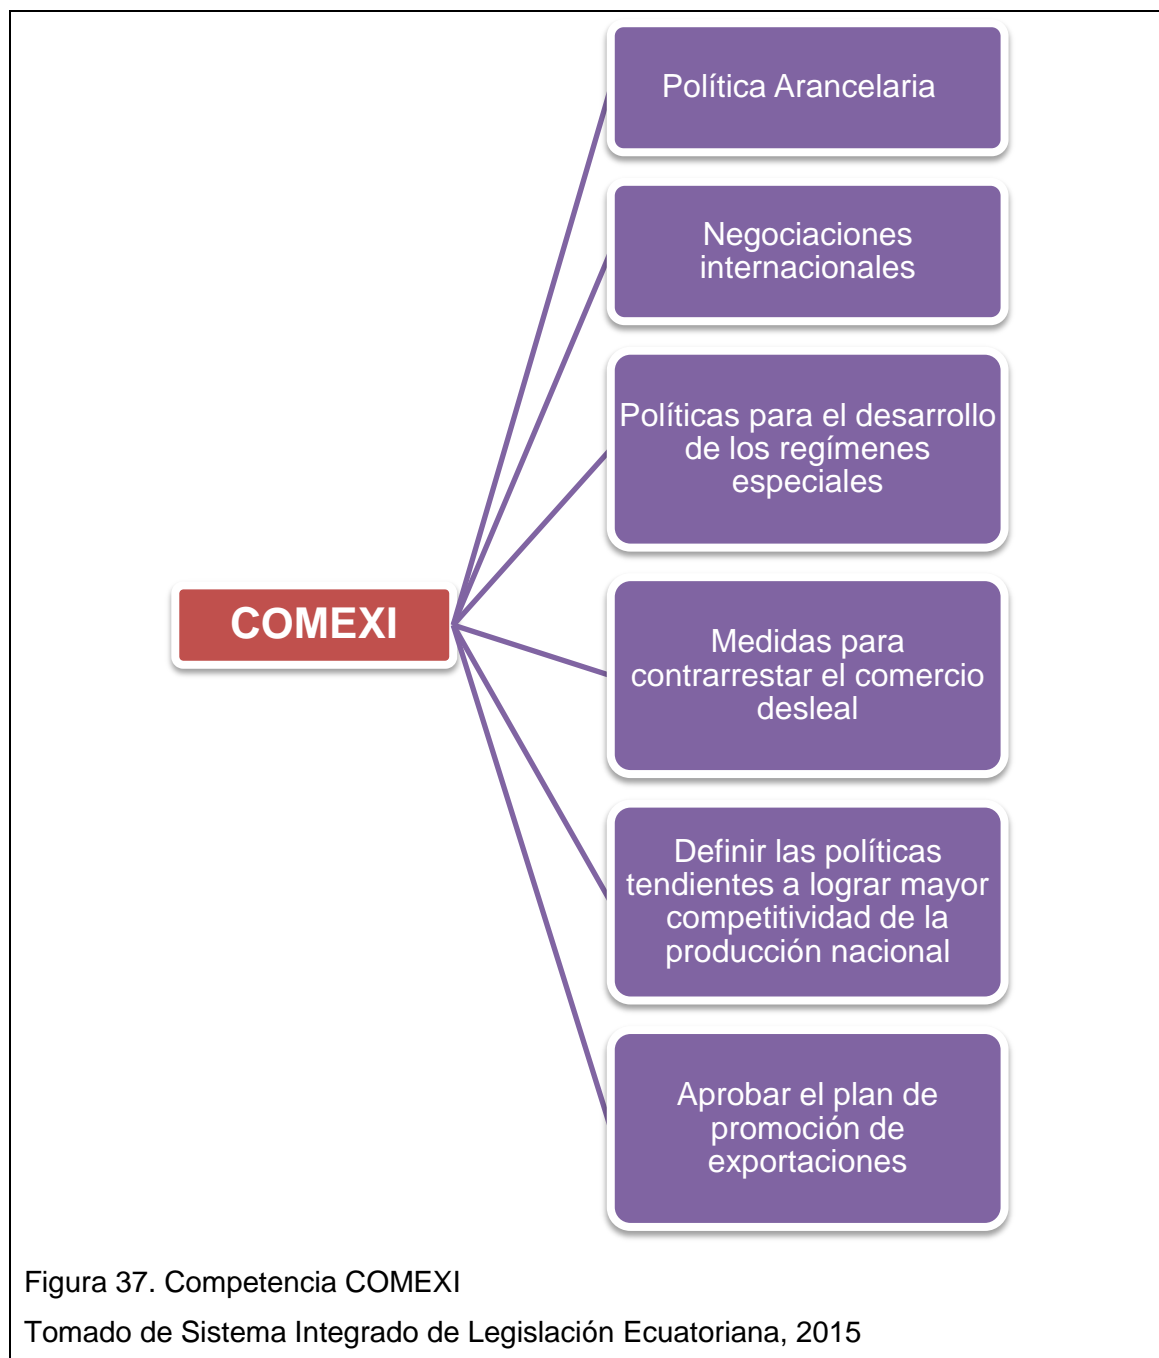 Política Arancelaria
Negociaciones
internacionales
Políticas para el desarrollo
de los regímenes
especiales
COMEXI
Medidas para
contrarrestar el comercio
desleal
Definir las políticas
tendientes a lograr mayor
competitividad de la
producción nacional
Aprobar el plan de
promoción de
exportaciones
Figura 37. Competencia COMEXI
Tomado de Sistema Integrado de Legislación Ecuatoriana, 2015